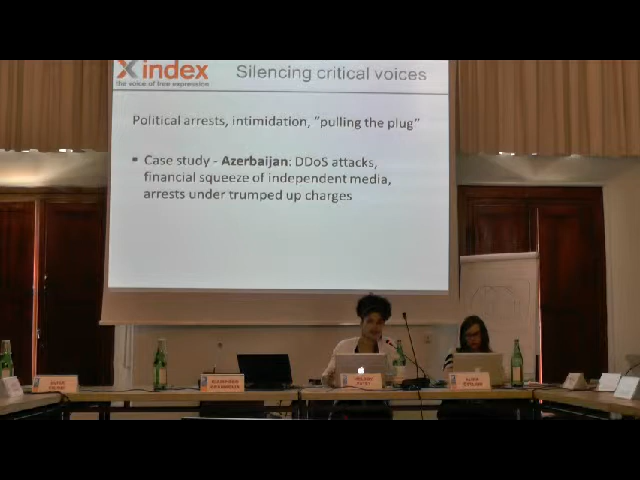 X index
the voice of free expression
Silencing critical voices
Political arrests, intimidation, "pulling the plug"
▪ Case study - Azerbaijan: DDoS attacks,
financial squeeze of independent media,
arrests under trumped up charges